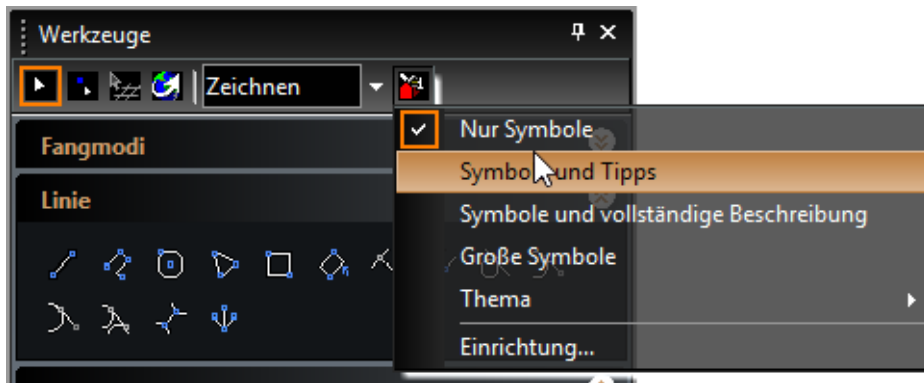 Werkzeuge
Zeichnen
Nur Symbole
Fangmodi
Symbole und Tipps
Linie
Symbole und vollständige Beschreibung
Große Symbole
Thema
Einrichtung...